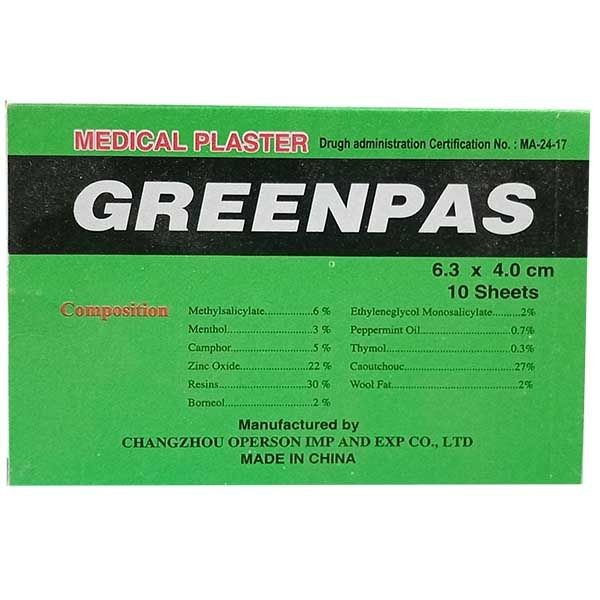 MEDICAL PLASTER Drugh administration Certification No. : MA-24-17
GREENPAS
6.3 x 4.0 cm
10 Sheets
Composition
Methylsalicylate..............6 %
Menthol............................3 %
Camphor...........................5 %
Zinc Oxide.......................22 %
Resins..............................30 %
Borneol............................2 %
Ethyleneglycol Monosalicylate.........2%
Peppermint Oil.......................0.7%
Thymol..................................0.3%
Caoutchouc............................27%
Wool Fat..................................2%
Manufactured by
CHANGZHOU OPERSON IMP AND EXP CO., LTD
MADE IN CHINA